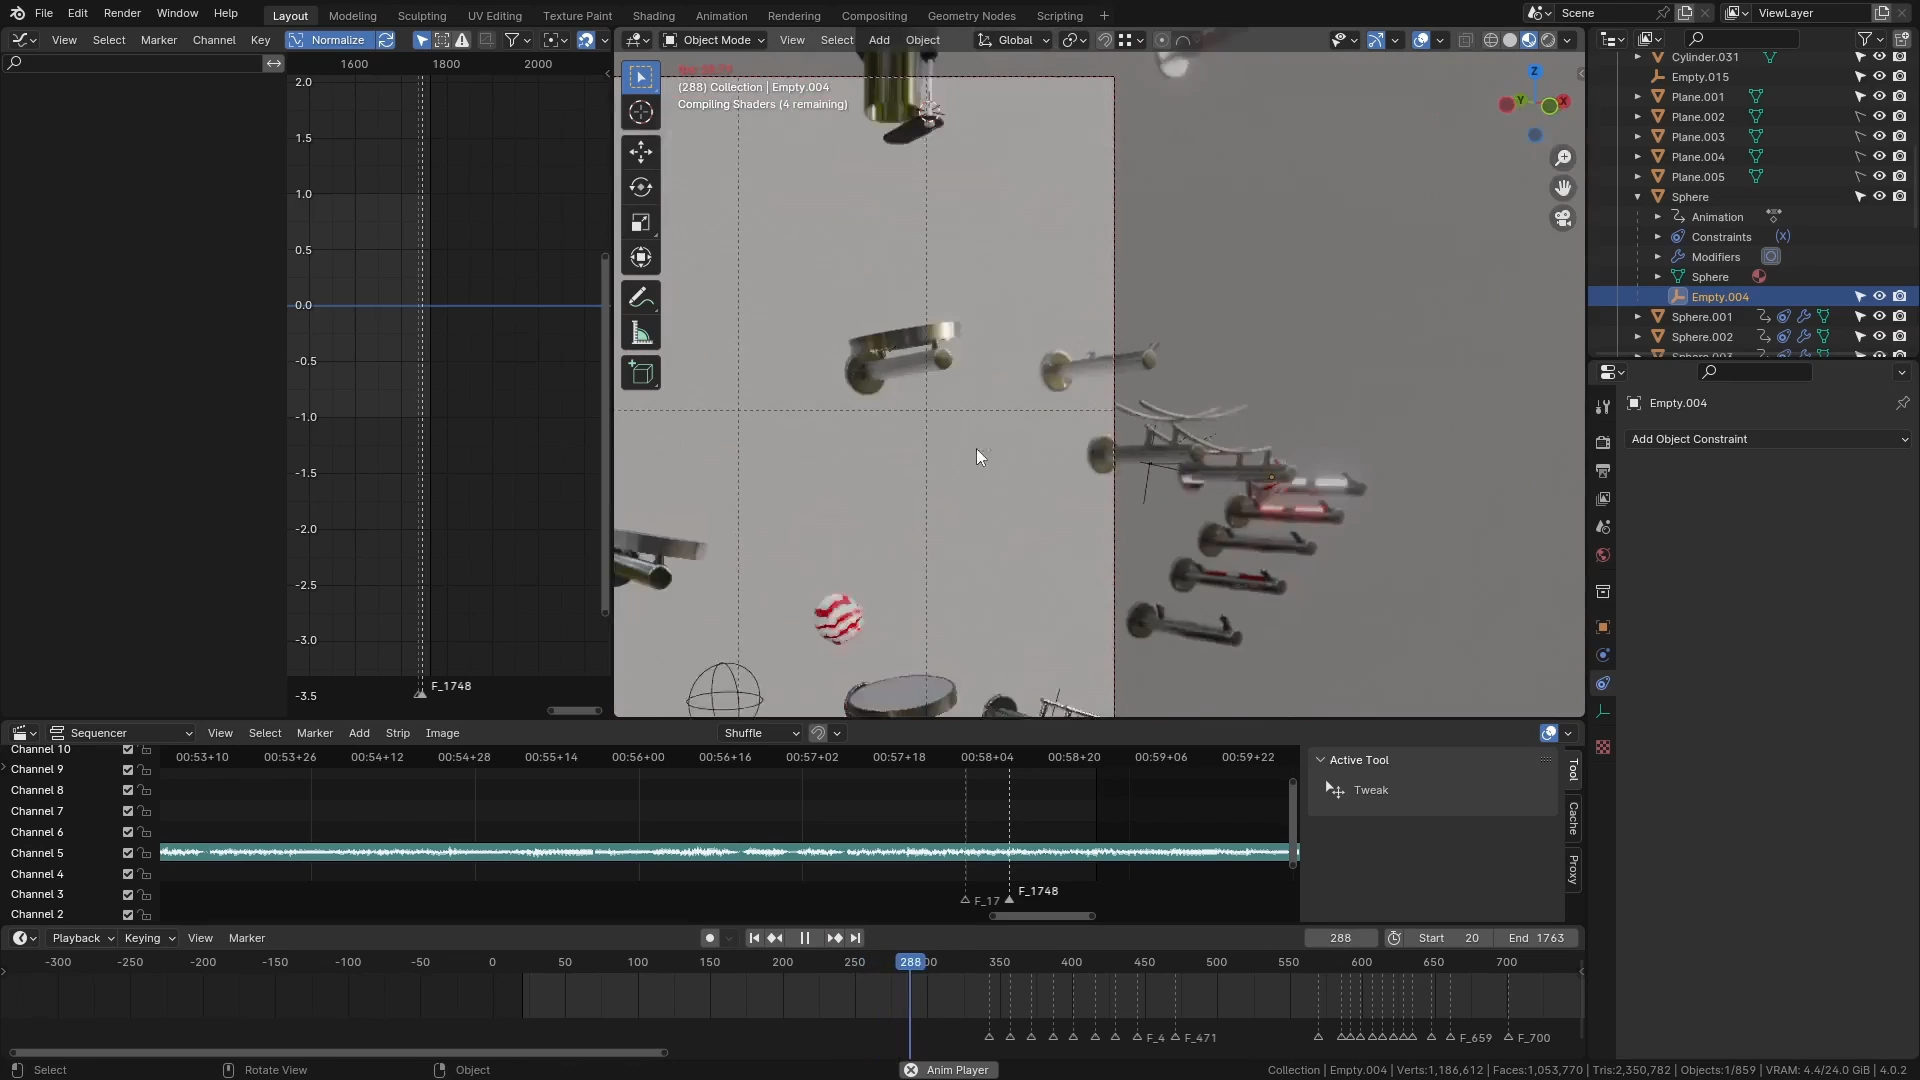 File Edit Render Window Help
Layout Modeling Sculpting UV Editing Texture Paint Shading Animation Rendering Compositing Geometry Nodes Scripting +
Scene
ViewLayer
View Select Marker Channel Key Normalize
Object Mode View Select Add Object Global
1600 1800 2000
2.0
1.5
1.0
0.5
0.0
-0.5
-1.0
-1.5
-2.0
-2.5
-3.0
-3.5
F_1748
(288) Collection | Empty.004
Compiling Shaders (4 remaining)
Z
Y
X
Cylinder.031
Empty.015
Plane.001
Plane.002
Plane.003
Plane.004
Plane.005
Sphere
Animation
Constraints
Modifiers
Sphere
Empty.004
Sphere.001
Sphere.002
Empty.004
Add Object Constraint
Sequencer View Select Marker Add Strip Image Shuffle
00:53+10 00:53+26 00:54+12 00:54+28 00:55+14 00:56+00 00:56+16 00:57+02 00:57+18 00:58+04 00:58+20 00:59+06 00:59+22
Channel 10
Channel 9
Channel 8
Channel 7
Channel 6
Channel 5
Channel 4
Channel 3
Channel 2
F_17
F_1748
Active Tool
Tweak
Tool
Cache
Proxy
Playback Keying View Marker
288 Start 20 End 1763
-300 -250 -200 -150 -100 -50 0 50 100 150 200 250 288 00 350 400 450 500 550 600 650 700
F_4 F_471 F_659 F_700
Select Rotate View Object Anim Player
Collection | Empty.004 | Verts:1,186,612 | Faces:1,053,770 | Tris:2,350,782 | Objects:1/859 | VRAM: 4.4/24.0 GiB | 4.0.2